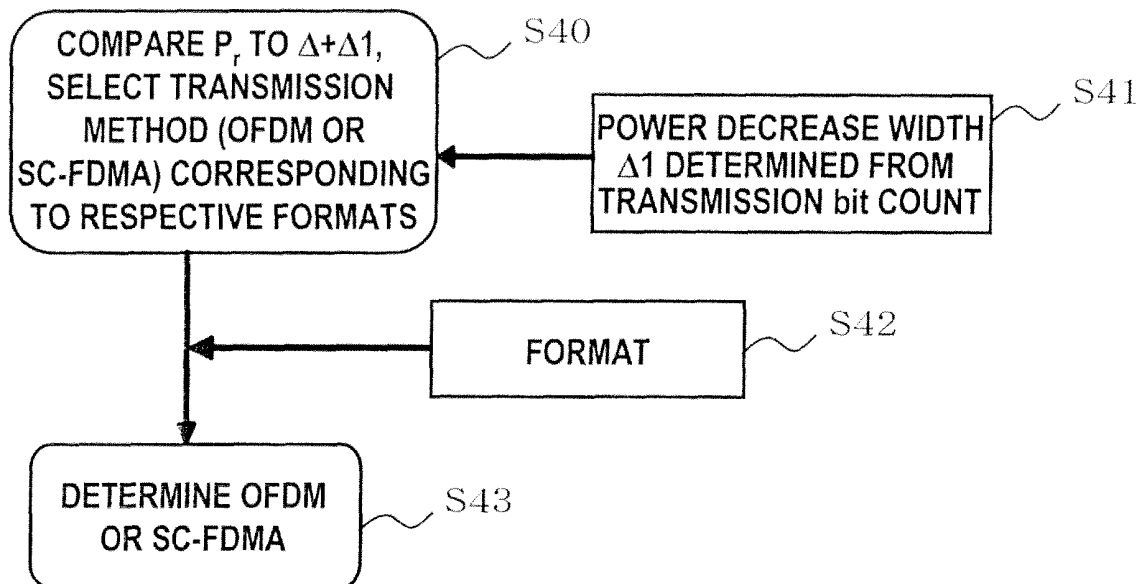 COMPARE Pr TO Δ+Δ1,
SELECT TRANSMISSION
METHOD (OFDM OR
SC-FDMA) CORRESPONDING
TO RESPECTIVE FORMATS
S40
POWER DECREASE WIDTH
Δ1 DETERMINED FROM
TRANSMISSION bit COUNT
S41
FORMAT
S42
DETERMINE OFDM
OR SC-FDMA
S43